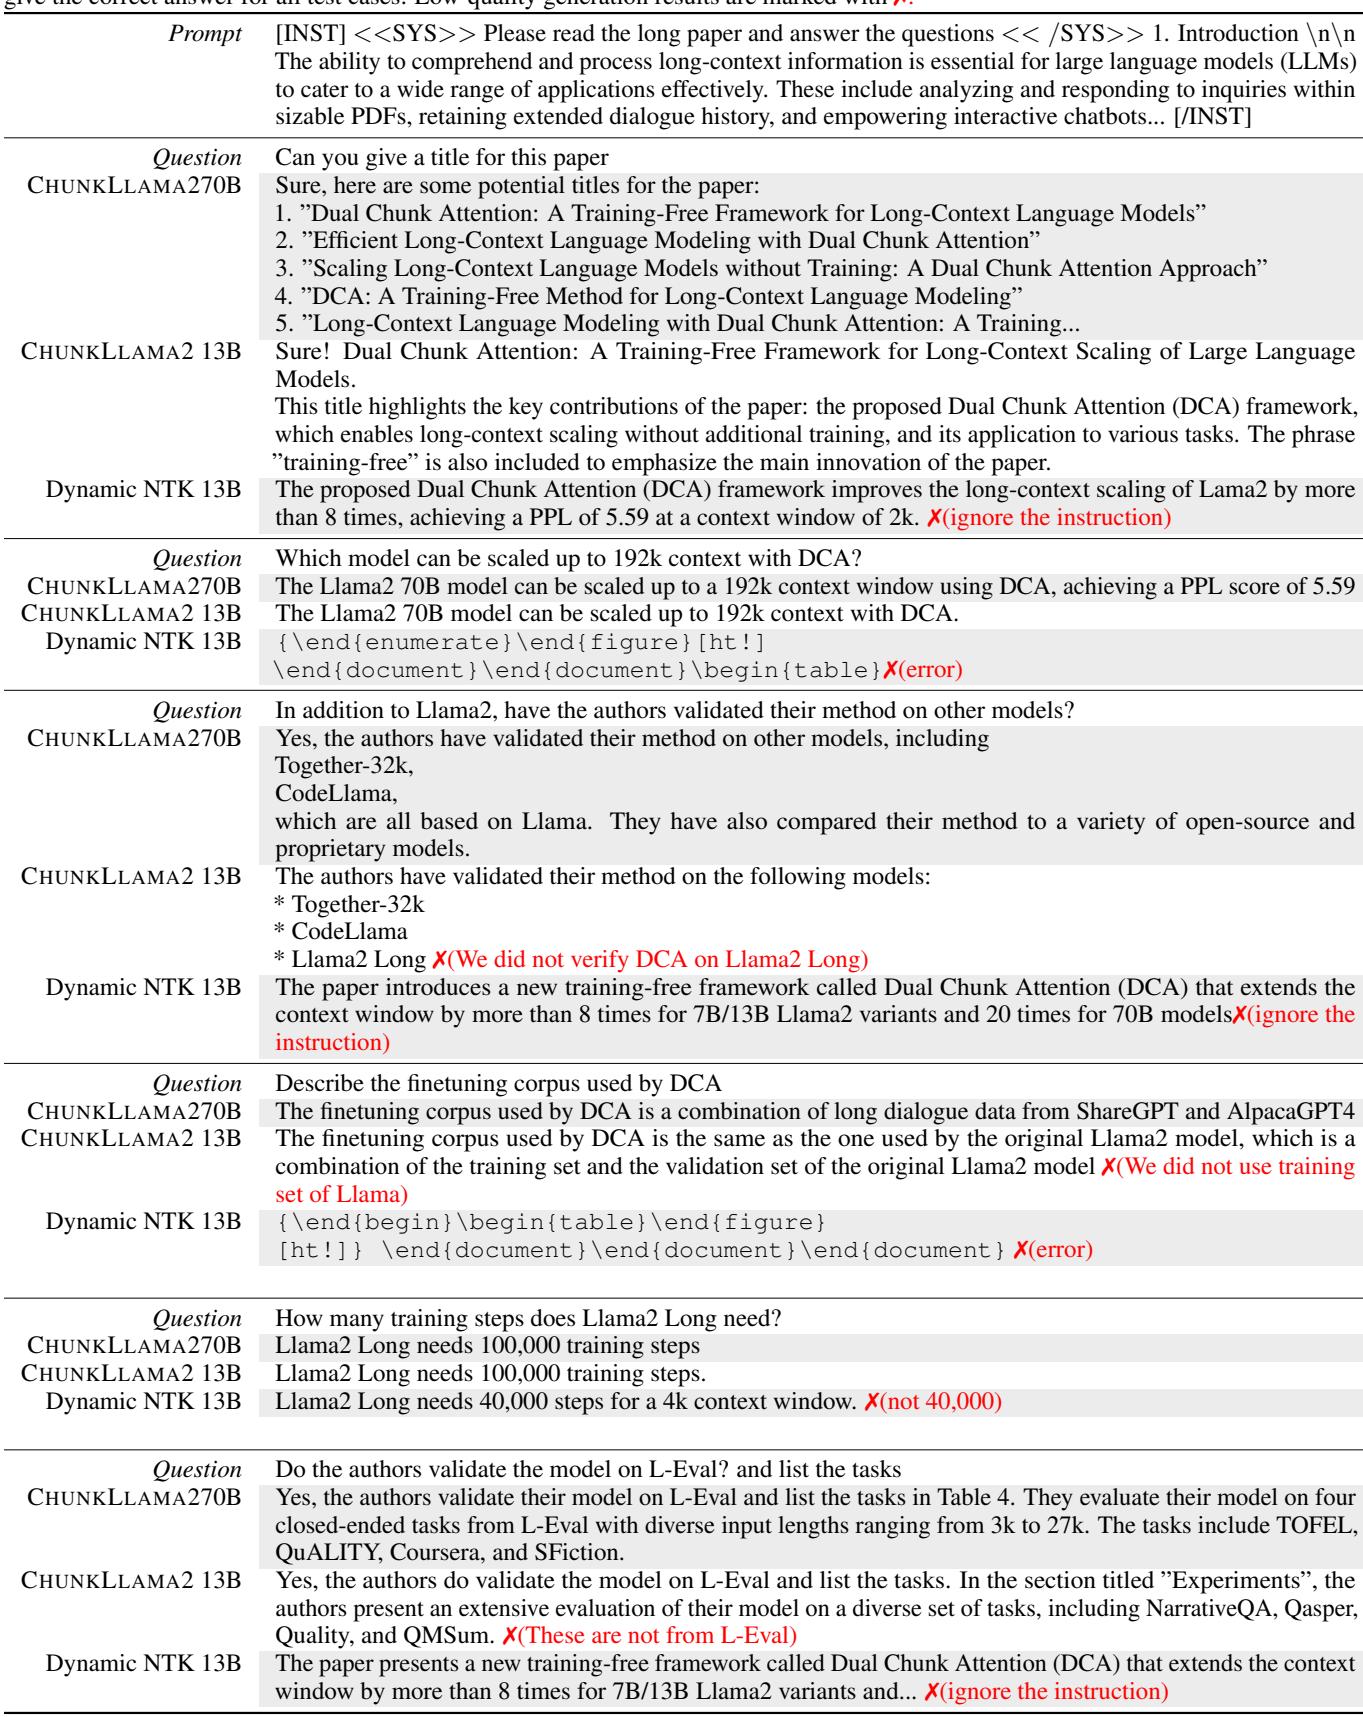 give the correct answer for all test cases. Low quality generation results are marked with ✗.
Prompt [INST] <<SYS>> Please read the long paper and answer the questions << /SYS>> 1. Introduction \n\n
The ability to comprehend and process long-context information is essential for large language models (LLMs)
to cater to a wide range of applications effectively. These include analyzing and responding to inquiries within
sizable PDFs, retaining extended dialogue history, and empowering interactive chatbots... [/INST]
Question Can you give a title for this paper
CHUNKLLAMA270B Sure, here are some potential titles for the paper:
1. ”Dual Chunk Attention: A Training-Free Framework for Long-Context Language Models”
2. ”Efficient Long-Context Language Modeling with Dual Chunk Attention”
3. ”Scaling Long-Context Language Models without Training: A Dual Chunk Attention Approach”
4. ”DCA: A Training-Free Method for Long-Context Language Modeling”
5. ”Long-Context Language Modeling with Dual Chunk Attention: A Training...
CHUNKLLAMA2 13B Sure! Dual Chunk Attention: A Training-Free Framework for Long-Context Scaling of Large Language
Models.
This title highlights the key contributions of the paper: the proposed Dual Chunk Attention (DCA) framework,
which enables long-context scaling without additional training, and its application to various tasks. The phrase
”training-free” is also included to emphasize the main innovation of the paper.
Dynamic NTK 13B The proposed Dual Chunk Attention (DCA) framework improves the long-context scaling of Lama2 by more
than 8 times, achieving a PPL of 5.59 at a context window of 2k. ✗(ignore the instruction)
Question Which model can be scaled up to 192k context with DCA?
CHUNKLLAMA270B The Llama2 70B model can be scaled up to a 192k context window using DCA, achieving a PPL score of 5.59
CHUNKLLAMA2 13B The Llama2 70B model can be scaled up to 192k context with DCA.
Dynamic NTK 13B {\end{enumerate}\end{figure}[ht!]
\end{document}\end{document}\begin{table}✗(error)
Question In addition to Llama2, have the authors validated their method on other models?
CHUNKLLAMA270B Yes, the authors have validated their method on other models, including
Together-32k,
CodeLlama,
which are all based on Llama. They have also compared their method to a variety of open-source and
proprietary models.
CHUNKLLAMA2 13B The authors have validated their method on the following models:
* Together-32k
* CodeLlama
* Llama2 Long ✗(We did not verify DCA on Llama2 Long)
Dynamic NTK 13B The paper introduces a new training-free framework called Dual Chunk Attention (DCA) that extends the
context window by more than 8 times for 7B/13B Llama2 variants and 20 times for 70B models✗(ignore the
instruction)
Question Describe the finetuning corpus used by DCA
CHUNKLLAMA270B The finetuning corpus used by DCA is a combination of long dialogue data from ShareGPT and AlpacaGPT4
CHUNKLLAMA2 13B The finetuning corpus used by DCA is the same as the one used by the original Llama2 model, which is a
combination of the training set and the validation set of the original Llama2 model ✗(We did not use training
set of Llama)
Dynamic NTK 13B {\end{begin}\begin{table}\end{figure}
[ht!]} \end{document}\end{document}\end{document} ✗(error)
Question How many training steps does Llama2 Long need?
CHUNKLLAMA270B Llama2 Long needs 100,000 training steps
CHUNKLLAMA2 13B Llama2 Long needs 100,000 training steps.
Dynamic NTK 13B Llama2 Long needs 40,000 steps for a 4k context window. ✗(not 40,000)
Question Do the authors validate the model on L-Eval? and list the tasks
CHUNKLLAMA270B Yes, the authors validate their model on L-Eval and list the tasks in Table 4. They evaluate their model on four
closed-ended tasks from L-Eval with diverse input lengths ranging from 3k to 27k. The tasks include TOFEL,
QuALITY, Coursera, and SFiction.
CHUNKLLAMA2 13B Yes, the authors do validate the model on L-Eval and list the tasks. In the section titled ”Experiments”, the
authors present an extensive evaluation of their model on a diverse set of tasks, including NarrativeQA, Qasper,
Quality, and QMSum. ✗(These are not from L-Eval)
Dynamic NTK 13B The paper presents a new training-free framework called Dual Chunk Attention (DCA) that extends the context
window by more than 8 times for 7B/13B Llama2 variants and... ✗(ignore the instruction)